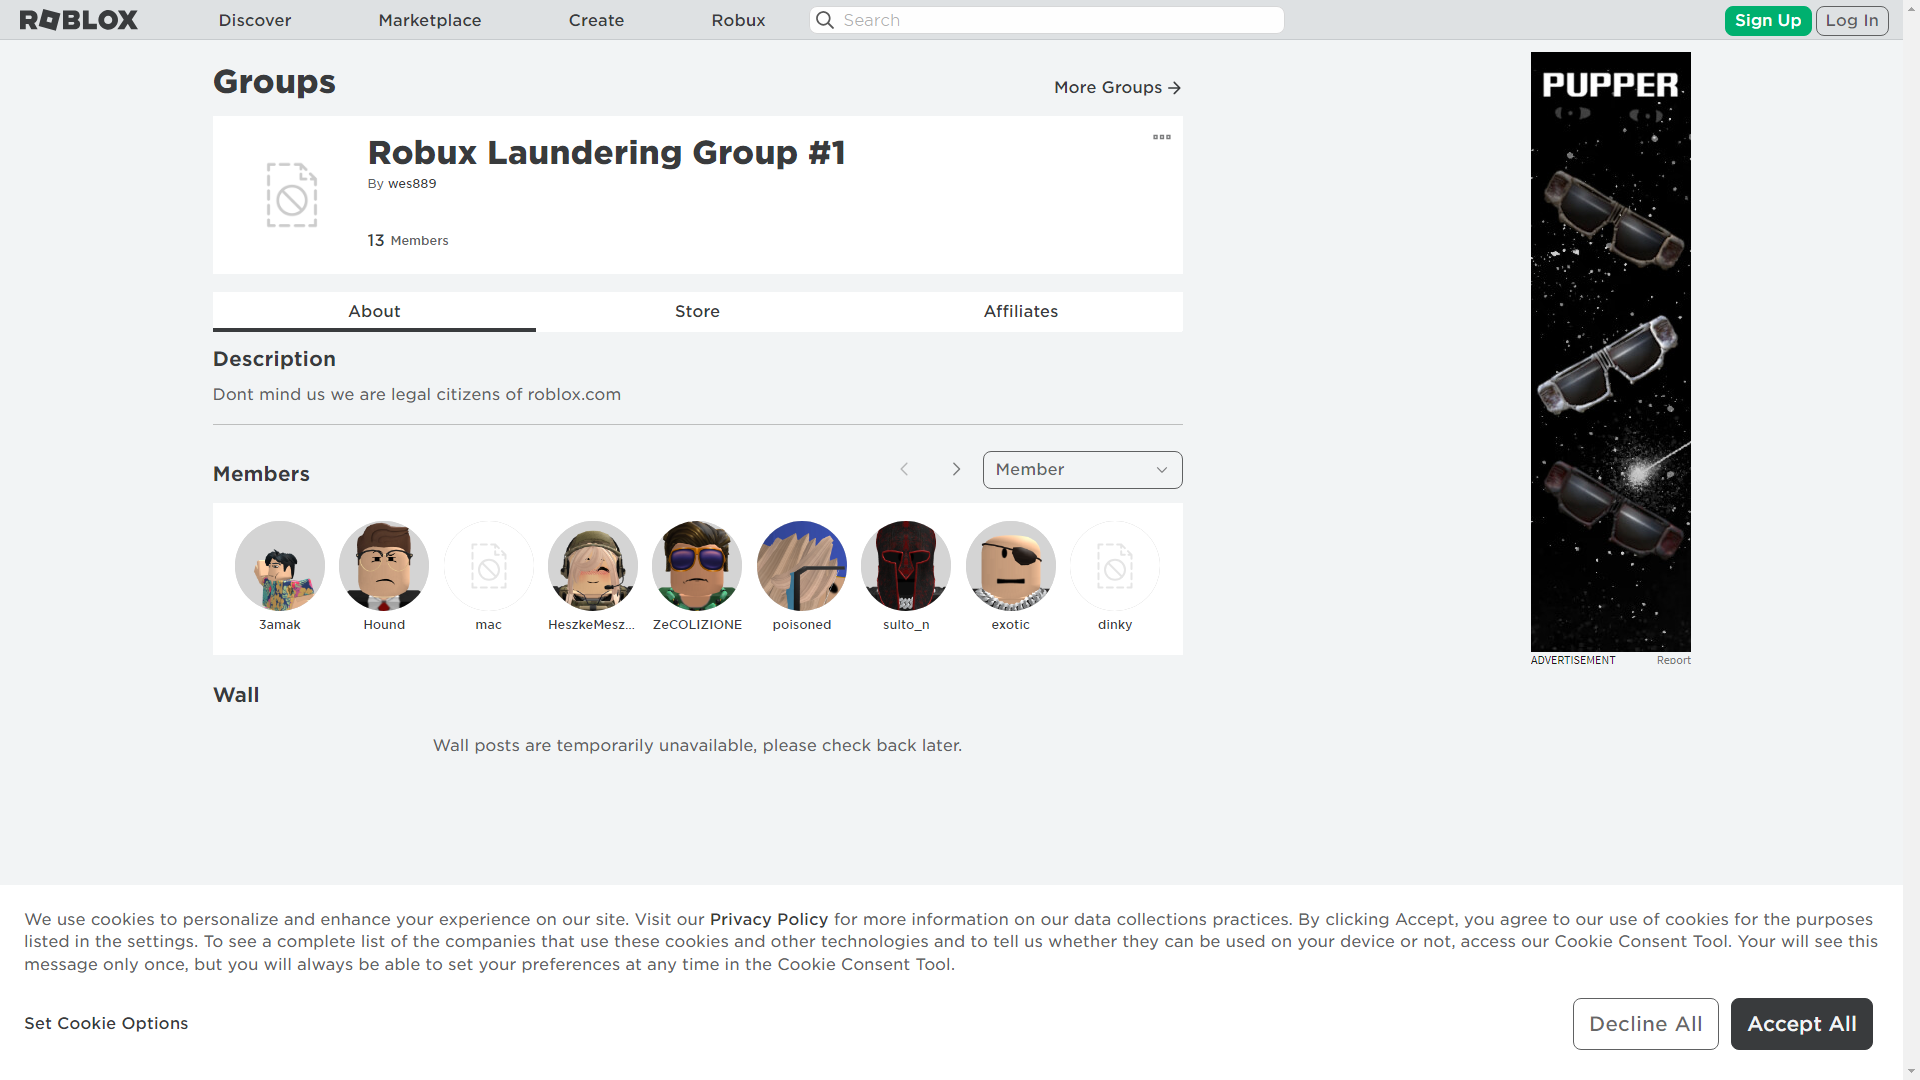 ROBLOX
Discover
Marketplace
Create
Robux
Search
Sign Up
Log In
Groups
More Groups
Robux Laundering Group #1
By wes889
13 Members
About
Store
Affiliates
Description
Dont mind us we are legal citizens of roblox.com
Members
Member
3amak
Hound
mac
HeszkeMesz...
ZeCOLIZIONE
poisoned
sulto_n
exotic
dinky
Wall
Wall posts are temporarily unavailable, please check back later.
PUPPER
ADVERTISEMENT
Report
We use cookies to personalize and enhance your experience on our site. Visit our Privacy Policy for more information on our data collections practices. By clicking Accept, you agree to our use of cookies for the purposes
listed in the settings. To see a complete list of the companies that use these cookies and other technologies and to tell us whether they can be used on your device or not, access our Cookie Consent Tool. Your will see this
message only once, but you will always be able to set your preferences at any time in the Cookie Consent Tool.
Set Cookie Options
Decline All
Accept All